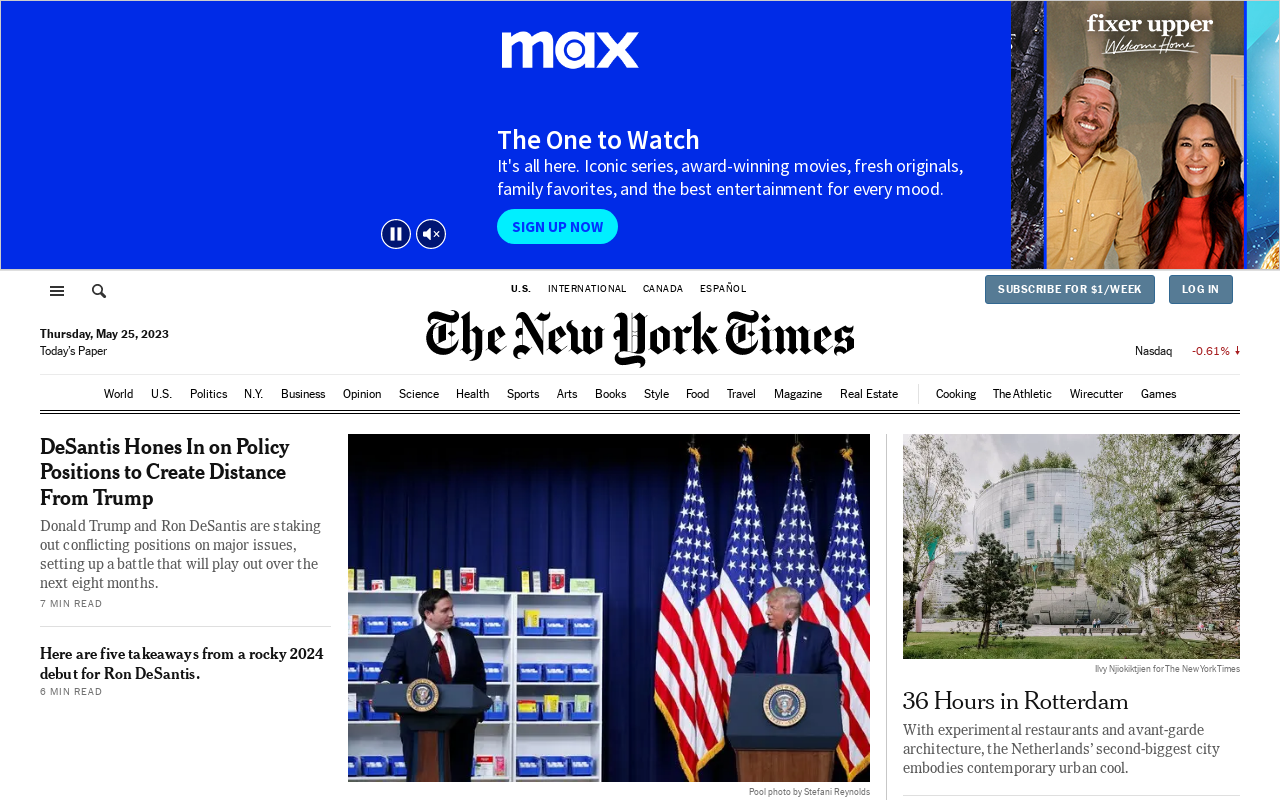 max
The One to Watch
It's all here. Iconic series, award-winning movies, fresh originals,
family favorites, and the best entertainment for every mood.
SIGN UP NOW
fixer upper
Welcome Home
U.S. INTERNATIONAL CANADA ESPAÑOL
SUBSCRIBE FOR $1/WEEK LOG IN
Thursday, May 25, 2023
Today's Paper
The New York Times
Nasdaq -0.61%
World U.S. Politics N.Y. Business Opinion Science Health Sports Arts Books Style Food Travel Magazine Real Estate Cooking The Athletic Wirecutter Games
DeSantis Hones In on Policy
Positions to Create Distance
From Trump
Donald Trump and Ron DeSantis are staking
out conflicting positions on major issues,
setting up a battle that will play out over the
next eight months.
7 MIN READ
Here are five takeaways from a rocky 2024
debut for Ron DeSantis.
6 MIN READ
Pool photo by Stefani Reynolds
Ilvy Njiokiktjien for The New York Times
36 Hours in Rotterdam
With experimental restaurants and avant-garde
architecture, the Netherlands' second-biggest city
embodies contemporary urban cool.